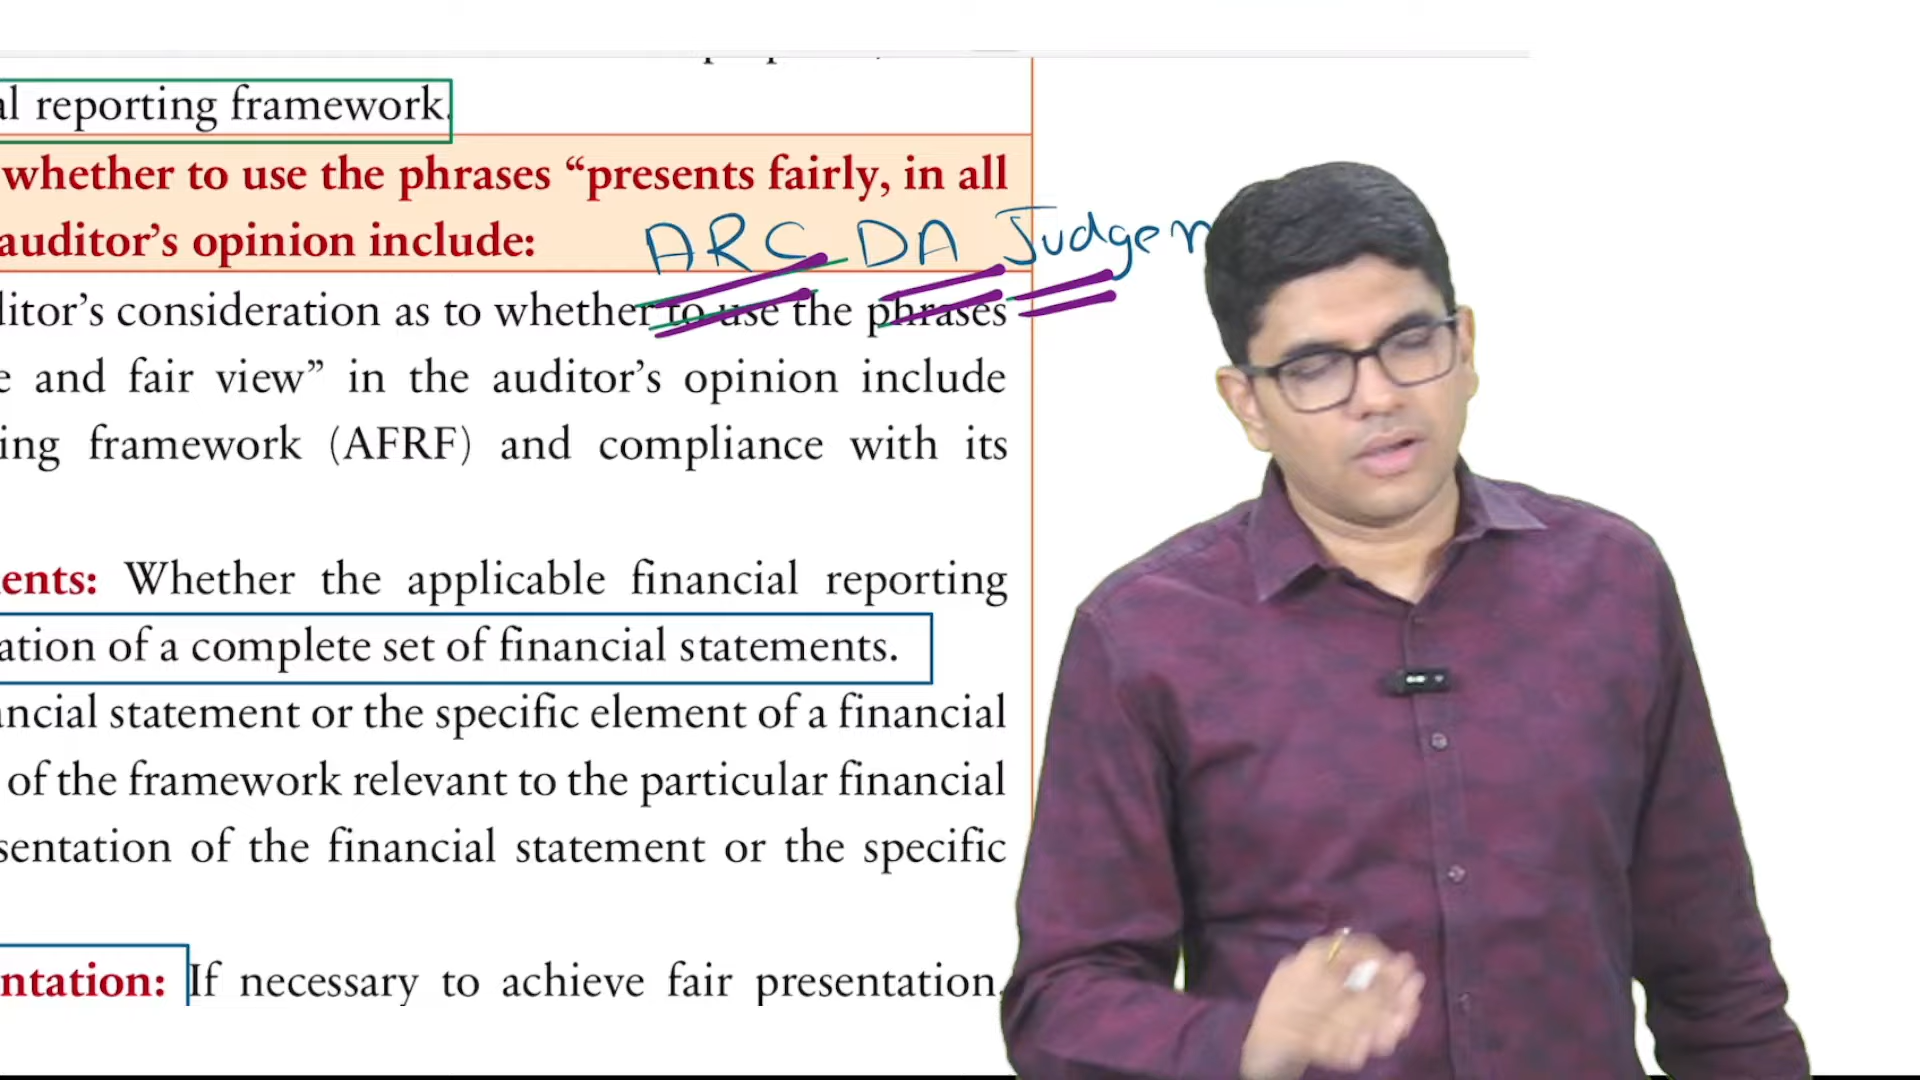 al reporting framework.
whether to use the phrases “presents fairly, in all
auditor’s opinion include:
ARC DA Judgen
ditor’s consideration as to whether to use the phrases
e and fair view” in the auditor’s opinion include
ing framework (AFRF) and compliance with its
ents: Whether the applicable financial reporting
ation of a complete set of financial statements.
ancial statement or the specific element of a financial
of the framework relevant to the particular financial
sentation of the financial statement or the specific
ntation: If necessary to achieve fair presentation,